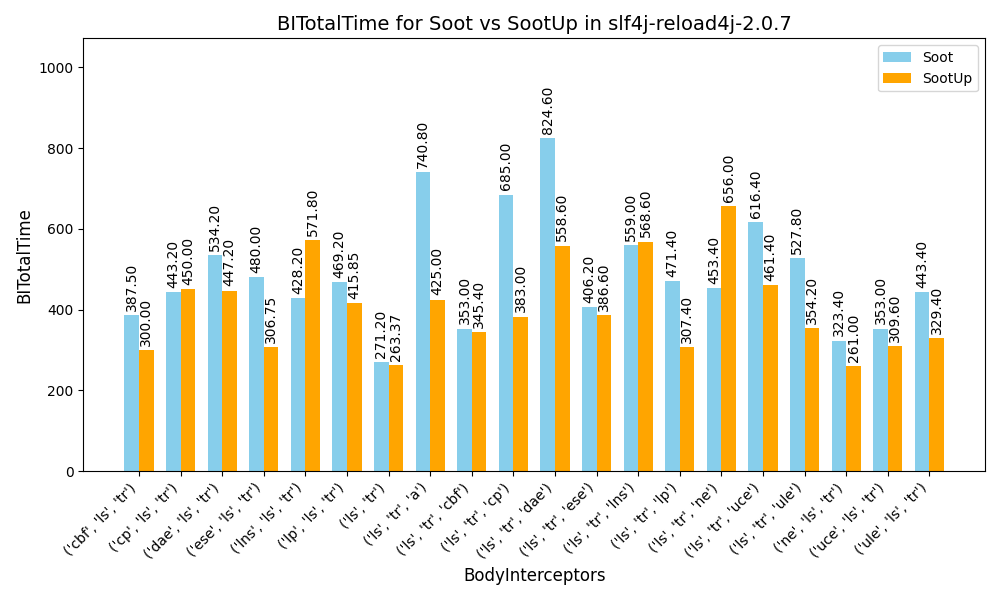 BITotalTime for Soot vs SootUp in slf4j-reload4j-2.0.7
Soot
SootUp
BITotalTime
1000
800
600
400
200
0
387.50
300.00
443.20
450.00
534.20
447.20
480.00
306.75
428.20
571.80
469.20
415.85
271.20
263.37
740.80
425.00
353.00
345.40
685.00
383.00
824.60
558.60
406.20
386.60
559.00
568.60
471.40
307.40
453.40
656.00
616.40
461.40
527.80
354.20
323.40
261.00
353.00
309.60
443.40
329.40
('cbf', 'ls', 'tr')
('cp', 'ls', 'tr')
('dae', 'ls', 'tr')
('ese', 'ls', 'tr')
('lns', 'ls', 'tr')
('lp', 'ls', 'tr')
('ls', 'tr')
('ls', 'tr', 'a')
('ls', 'tr', 'cbf')
('ls', 'tr', 'cp')
('ls', 'tr', 'dae')
('ls', 'tr', 'ese')
('ls', 'tr', 'lns')
('ls', 'tr', 'lp')
('ls', 'tr', 'ne')
('ls', 'tr', 'uce')
('ls', 'tr', 'ule')
('ne', 'ls', 'tr')
('uce', 'ls', 'tr')
('ule', 'ls', 'tr')
BodyInterceptors